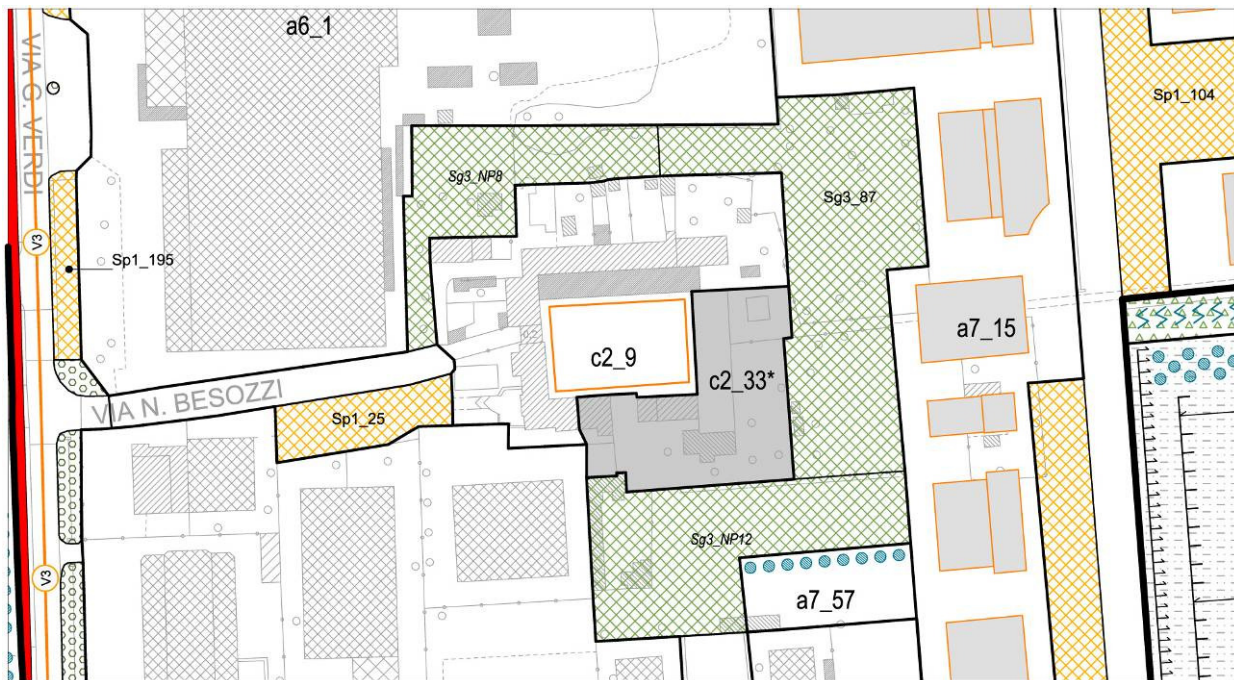 a6_1
VIA G. VERDI
V3
Sp1_104
Sg3_NP8
Sg3_87
Sp1_195
a7_15
c2_9
c2_33*
VIA N. BESOZZI
Sp1_25
Sg3_NP12
V3
a7_57